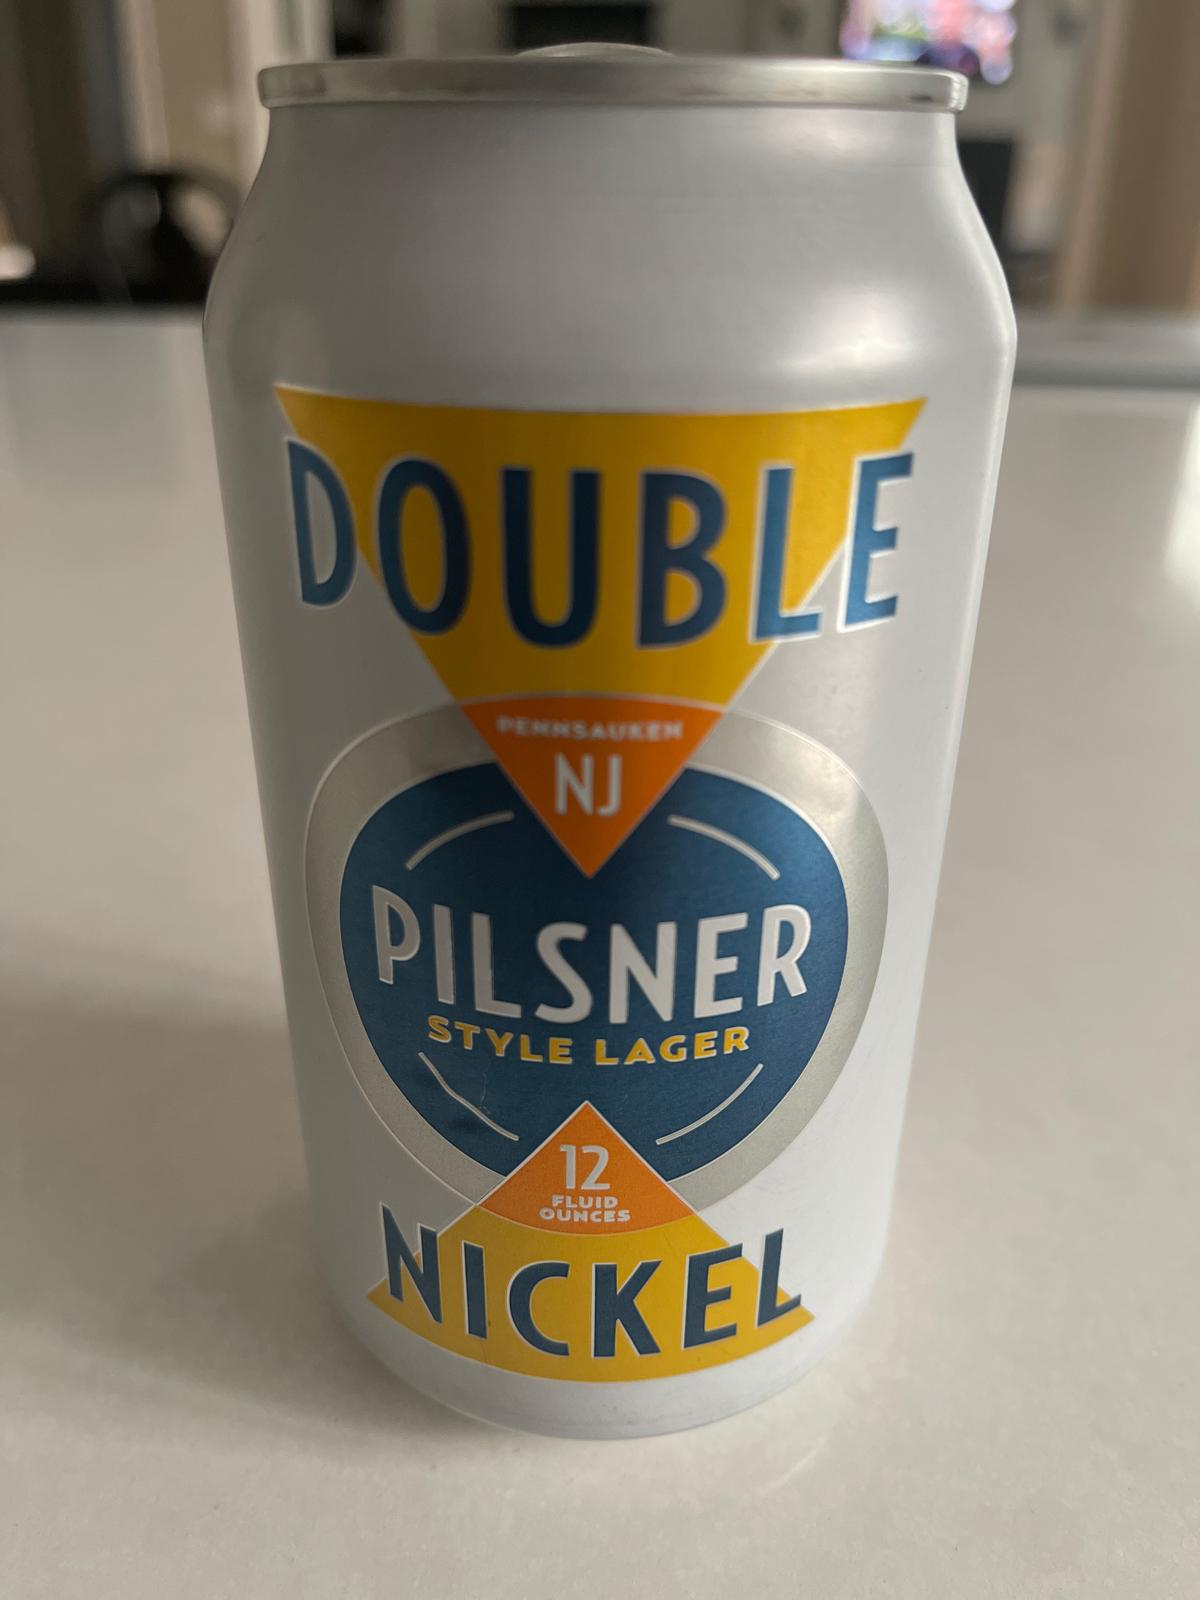 DOUBLE
PENNSAUKEN
NJ
PILSNER
STYLE LAGER
12
FLUID
OUNCES
NICKEL